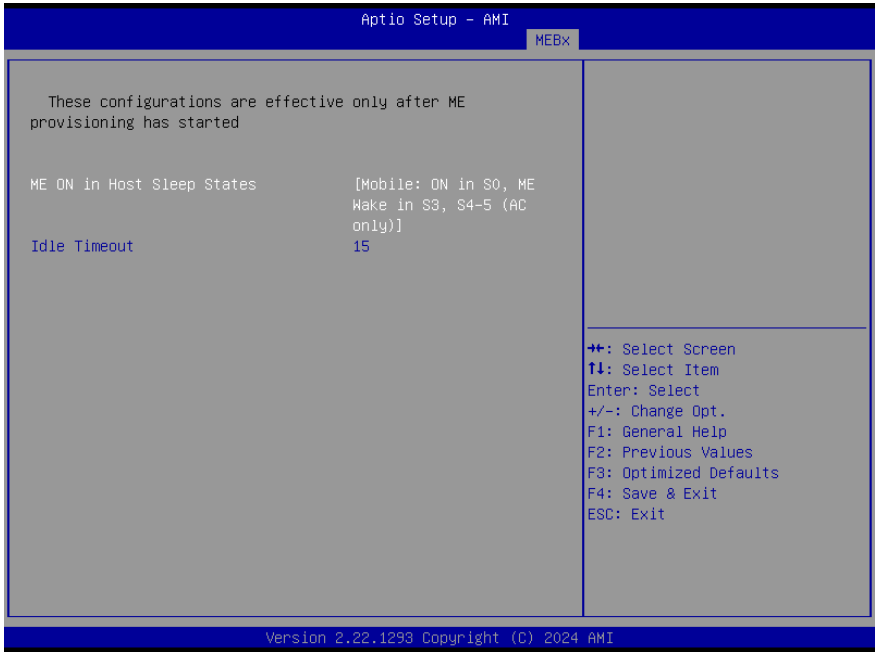 Aptio Setup – AMI
MEBx
These configurations are effective only after ME
provisioning has started
ME ON in Host Sleep States [Mobile: ON in S0, ME
Wake in S3, S4-5 (AC
only)]
Idle Timeout 15
→←: Select Screen
↑↓: Select Item
Enter: Select
+/-: Change Opt.
F1: General Help
F2: Previous Values
F3: Optimized Defaults
F4: Save & Exit
ESC: Exit
Version 2.22.1293 Copyright (C) 2024 AMI